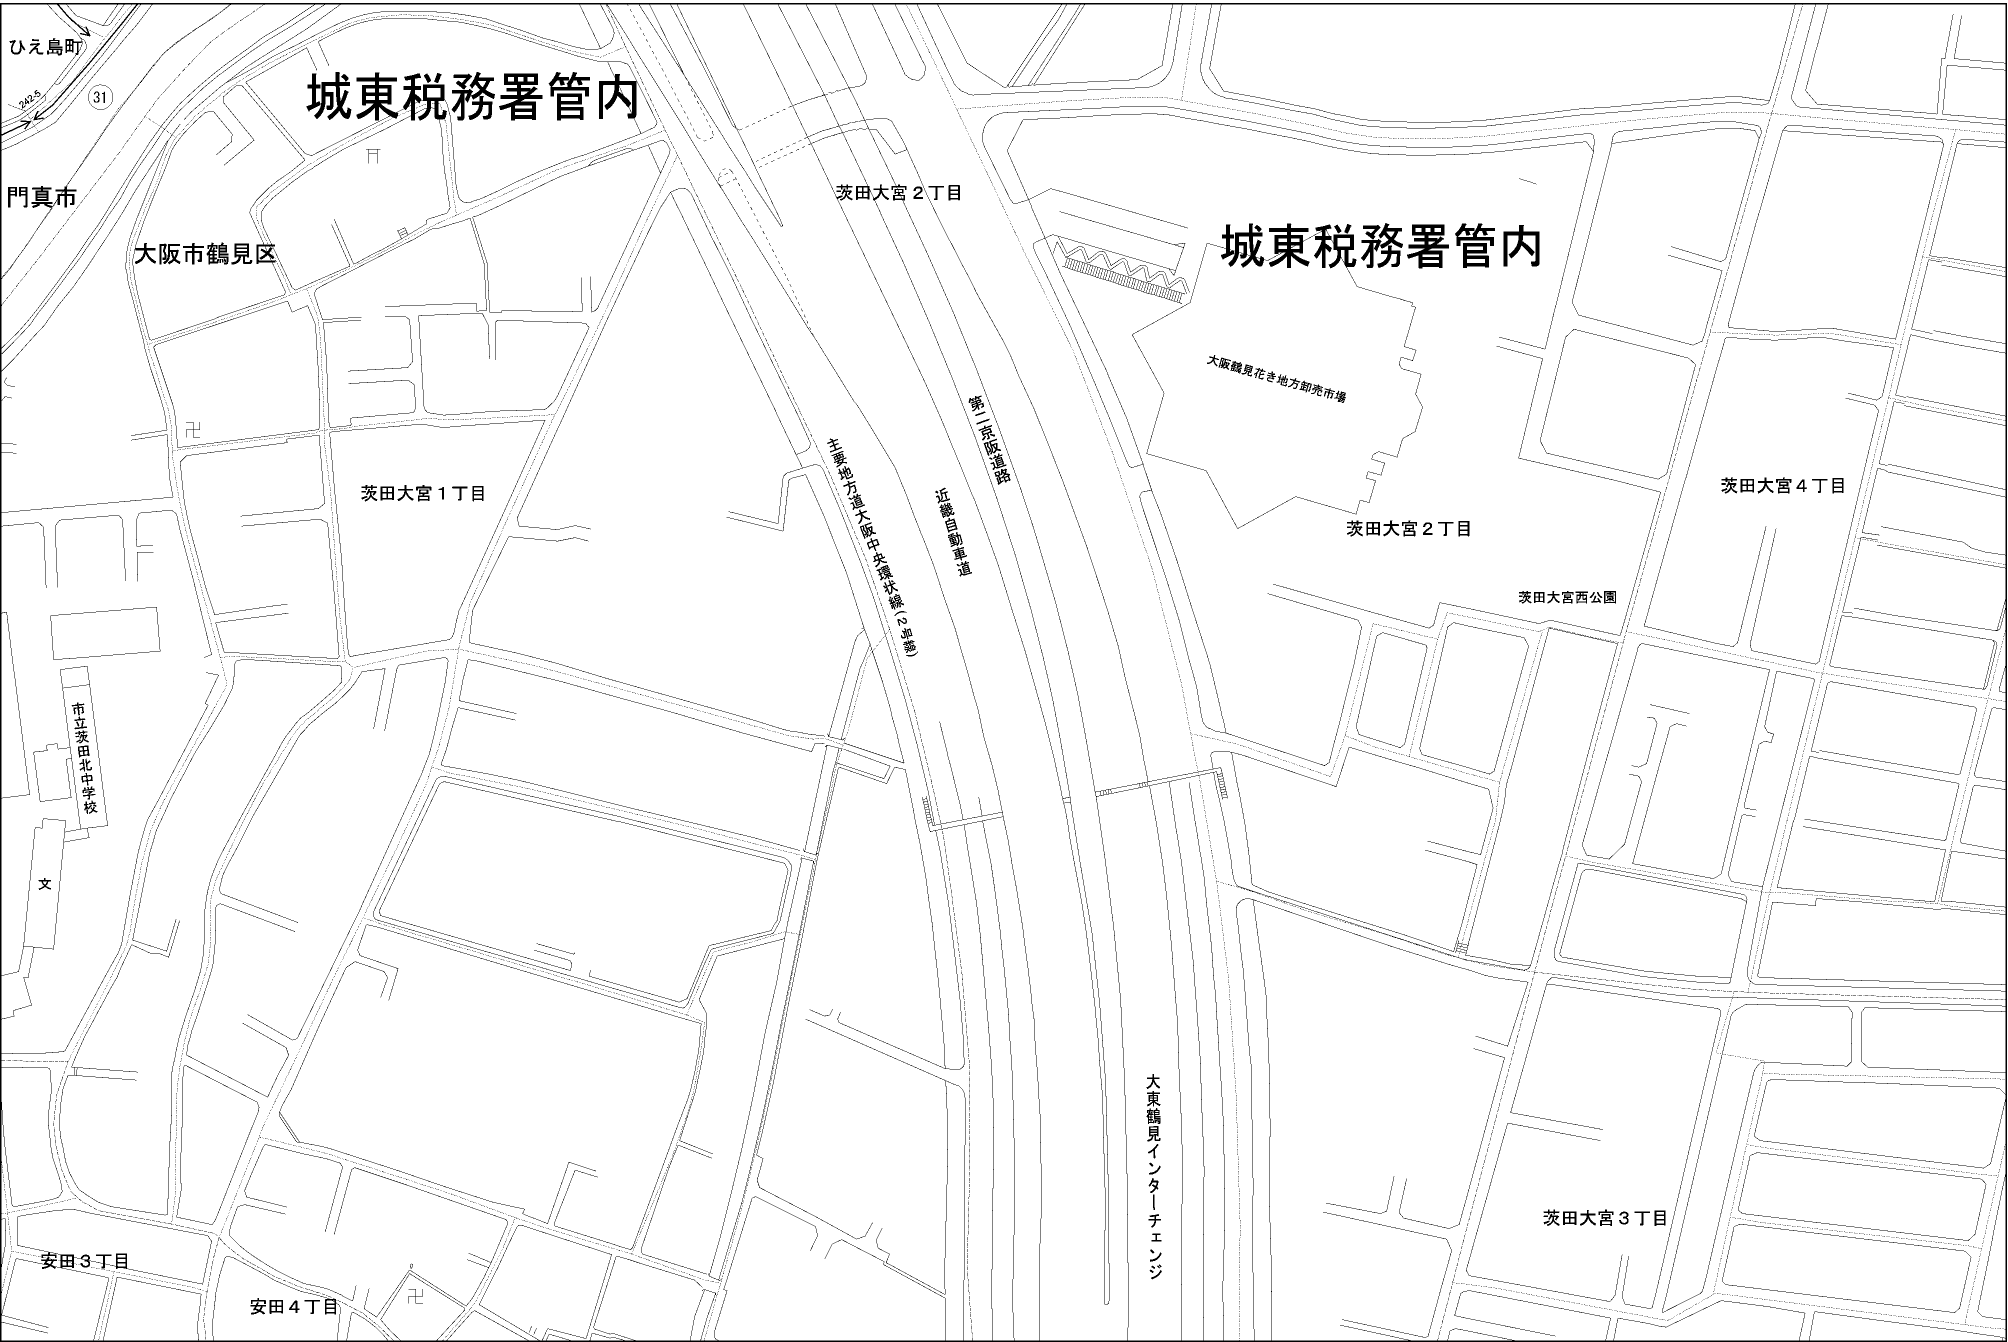 ひえ島町
242-5
31
城東税務署管内
門真市
茨田大宮２丁目
大阪市鶴見区
城東税務署管内
大阪鶴見花き地方卸売市場
第二京阪道路
主要地方道大阪中央環状線(２号線)
近畿自動車道
茨田大宮１丁目
茨田大宮４丁目
茨田大宮２丁目
茨田大宮西公園
市立茨田北中学校
文
大東鶴見インターチェンジ
茨田大宮３丁目
安田３丁目
安田４丁目